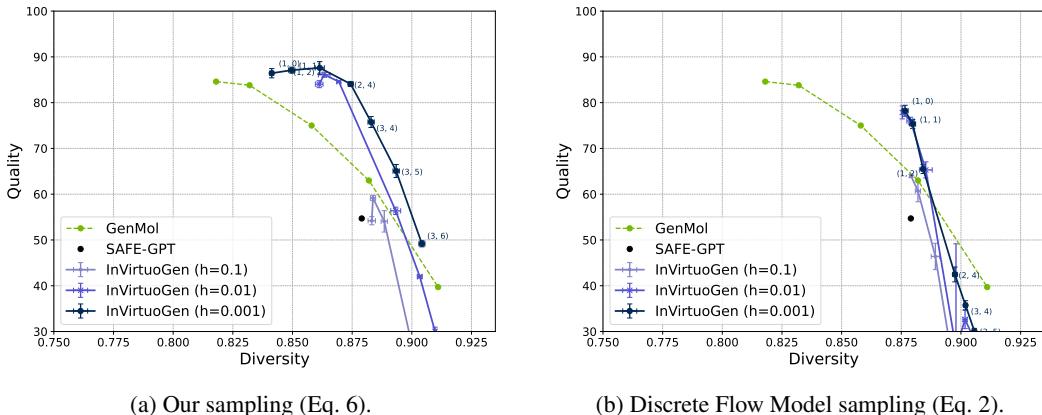 100
90
80
70
60
50
40
30
Quality
(1, 0)
(1, 1)
(1, 2)
(2, 4)
(3, 4)
(3, 5)
(3, 6)
GenMol
SAFE-GPT
InVirtuoGen (h=0.1)
InVirtuoGen (h=0.01)
InVirtuoGen (h=0.001)
0.750 0.775 0.800 0.825 0.850 0.875 0.900 0.925
Diversity
(a) Our sampling (Eq. 6).
100
90
80
70
60
50
40
30
Quality
(1, 0)
(1, 1)
(1, 2)
(2, 4)
(3, 4)
GenMol
SAFE-GPT
InVirtuoGen (h=0.1)
InVirtuoGen (h=0.01)
InVirtuoGen (h=0.001)
0.750 0.775 0.800 0.825 0.850 0.875 0.900 0.925
Diversity
(b) Discrete Flow Model sampling (Eq. 2).